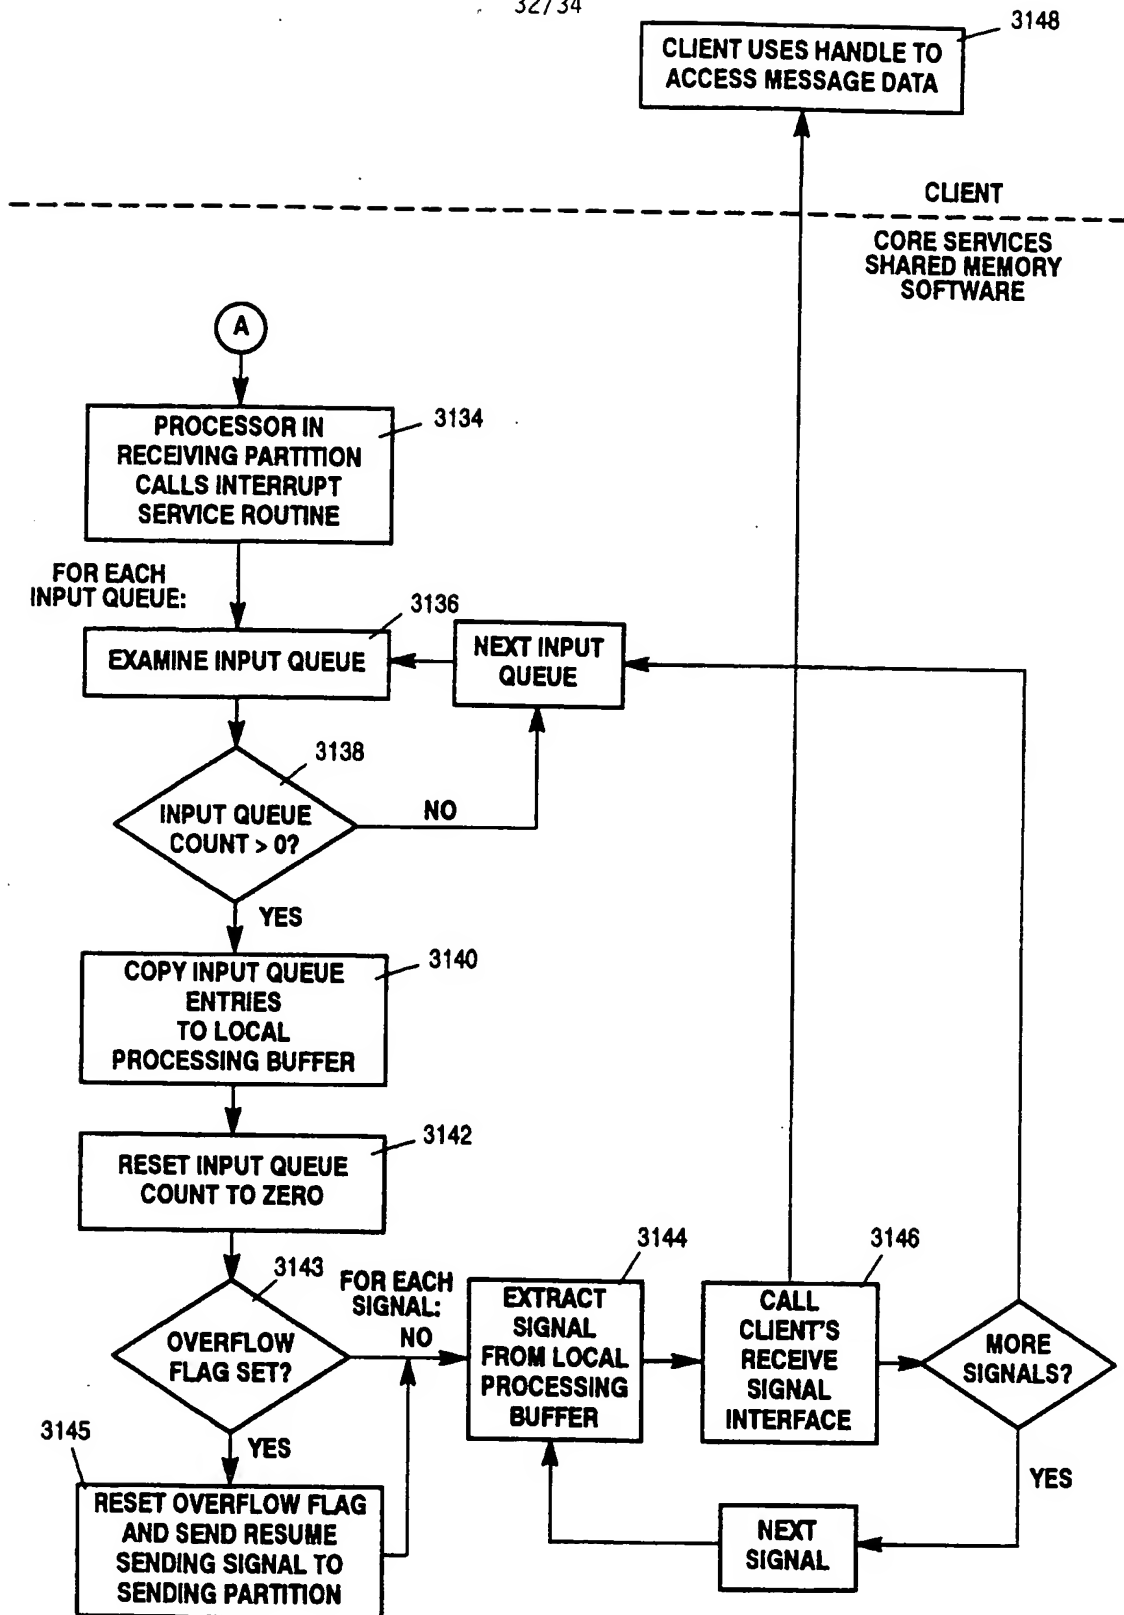 32/34
3148
CLIENT USES HANDLE TO
ACCESS MESSAGE DATA
CLIENT
CORE SERVICES
SHARED MEMORY
SOFTWARE
A
3134
PROCESSOR IN
RECEIVING PARTITION
CALLS INTERRUPT
SERVICE ROUTINE
FOR EACH
INPUT QUEUE:
3136
EXAMINE INPUT QUEUE
NEXT INPUT
QUEUE
3138
INPUT QUEUE
COUNT > 0?
NO
YES
3140
COPY INPUT QUEUE
ENTRIES
TO LOCAL
PROCESSING BUFFER
3142
RESET INPUT QUEUE
COUNT TO ZERO
3143
OVERFLOW
FLAG SET?
FOR EACH
SIGNAL:
NO
YES
3145
RESET OVERFLOW FLAG
AND SEND RESUME
SENDING SIGNAL TO
SENDING PARTITION
3144
EXTRACT
SIGNAL
FROM LOCAL
PROCESSING
BUFFER
3146
CALL
CLIENT'S
RECEIVE
SIGNAL
INTERFACE
MORE
SIGNALS?
YES
NEXT
SIGNAL